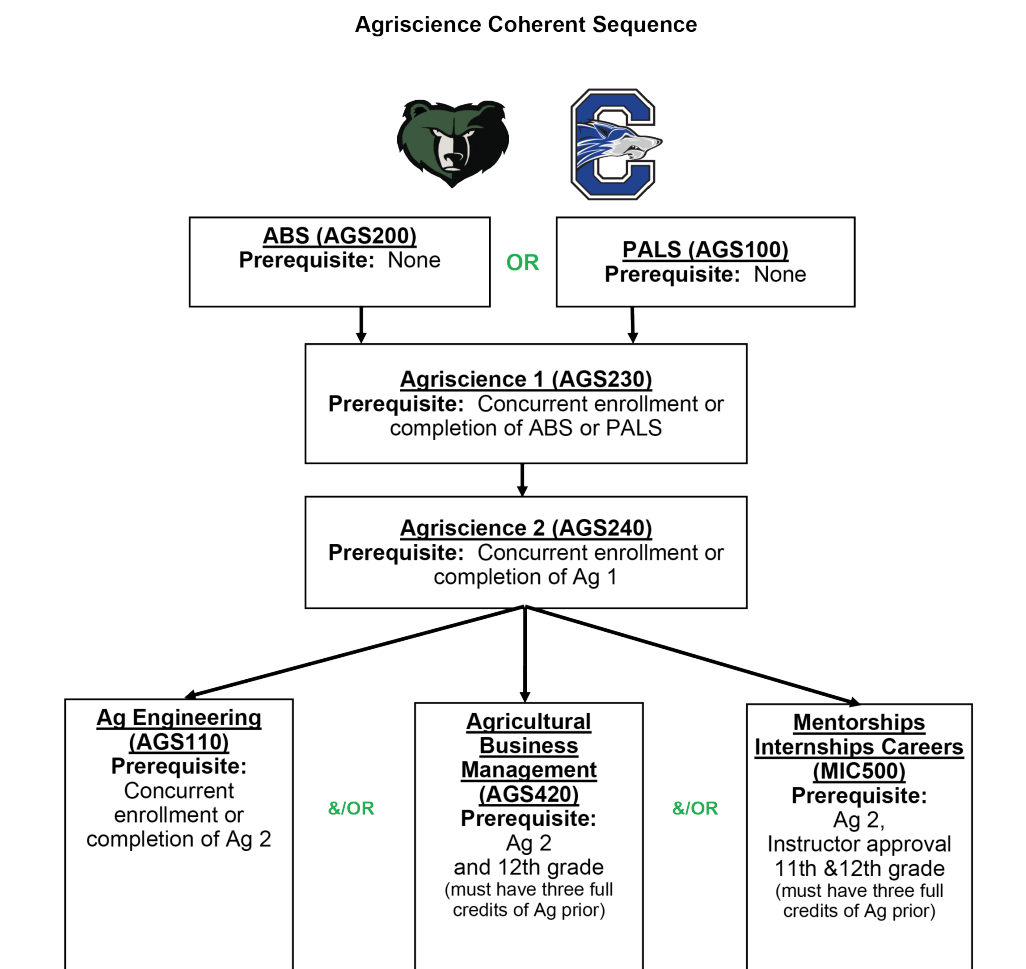 Agriscience Coherent Sequence
C
ABS (AGS200)
Prerequisite: None
OR
PALS (AGS100)
Prerequisite: None
Agriscience 1 (AGS230)
Prerequisite: Concurrent enrollment or
completion of ABS or PALS
Agriscience 2 (AGS240)
Prerequisite: Concurrent enrollment or
completion of Ag 1
Ag Engineering
(AGS110)
Prerequisite:
Concurrent
enrollment or
completion of Ag 2
&/OR
Agricultural
Business
Management
(AGS420)
Prerequisite:
Ag 2
and 12th grade
(must have three full
credits of Ag prior)
&/OR
Mentorships
Internships Careers
(MIC500)
Prerequisite:
Ag 2,
Instructor approval
11th &12th grade
(must have three full
credits of Ag prior)